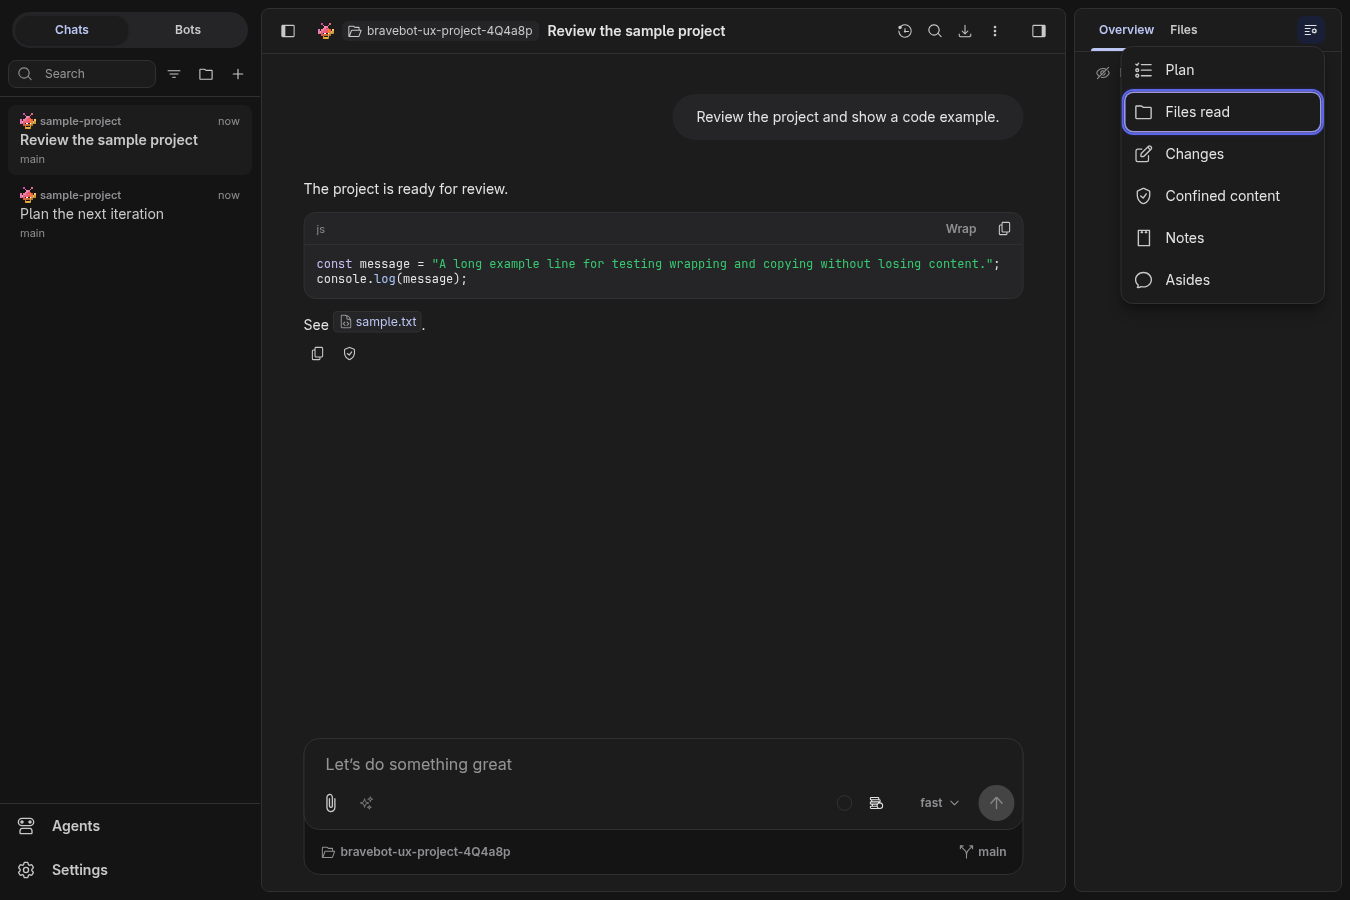 Chats
Bots
Search
sample-project
now
Review the sample project
main
sample-project
now
Plan the next iteration
main
Agents
Settings
bravebot-ux-project-4Q4a8p
Review the sample project
Review the project and show a code example.
The project is ready for review.
js
Wrap
const message = "A long example line for testing wrapping and copying without losing content.";
console.log(message);
See sample.txt.
Let's do something great
fast
bravebot-ux-project-4Q4a8p
main
Overview
Files
Plan
Files read
Changes
Confined content
Notes
Asides